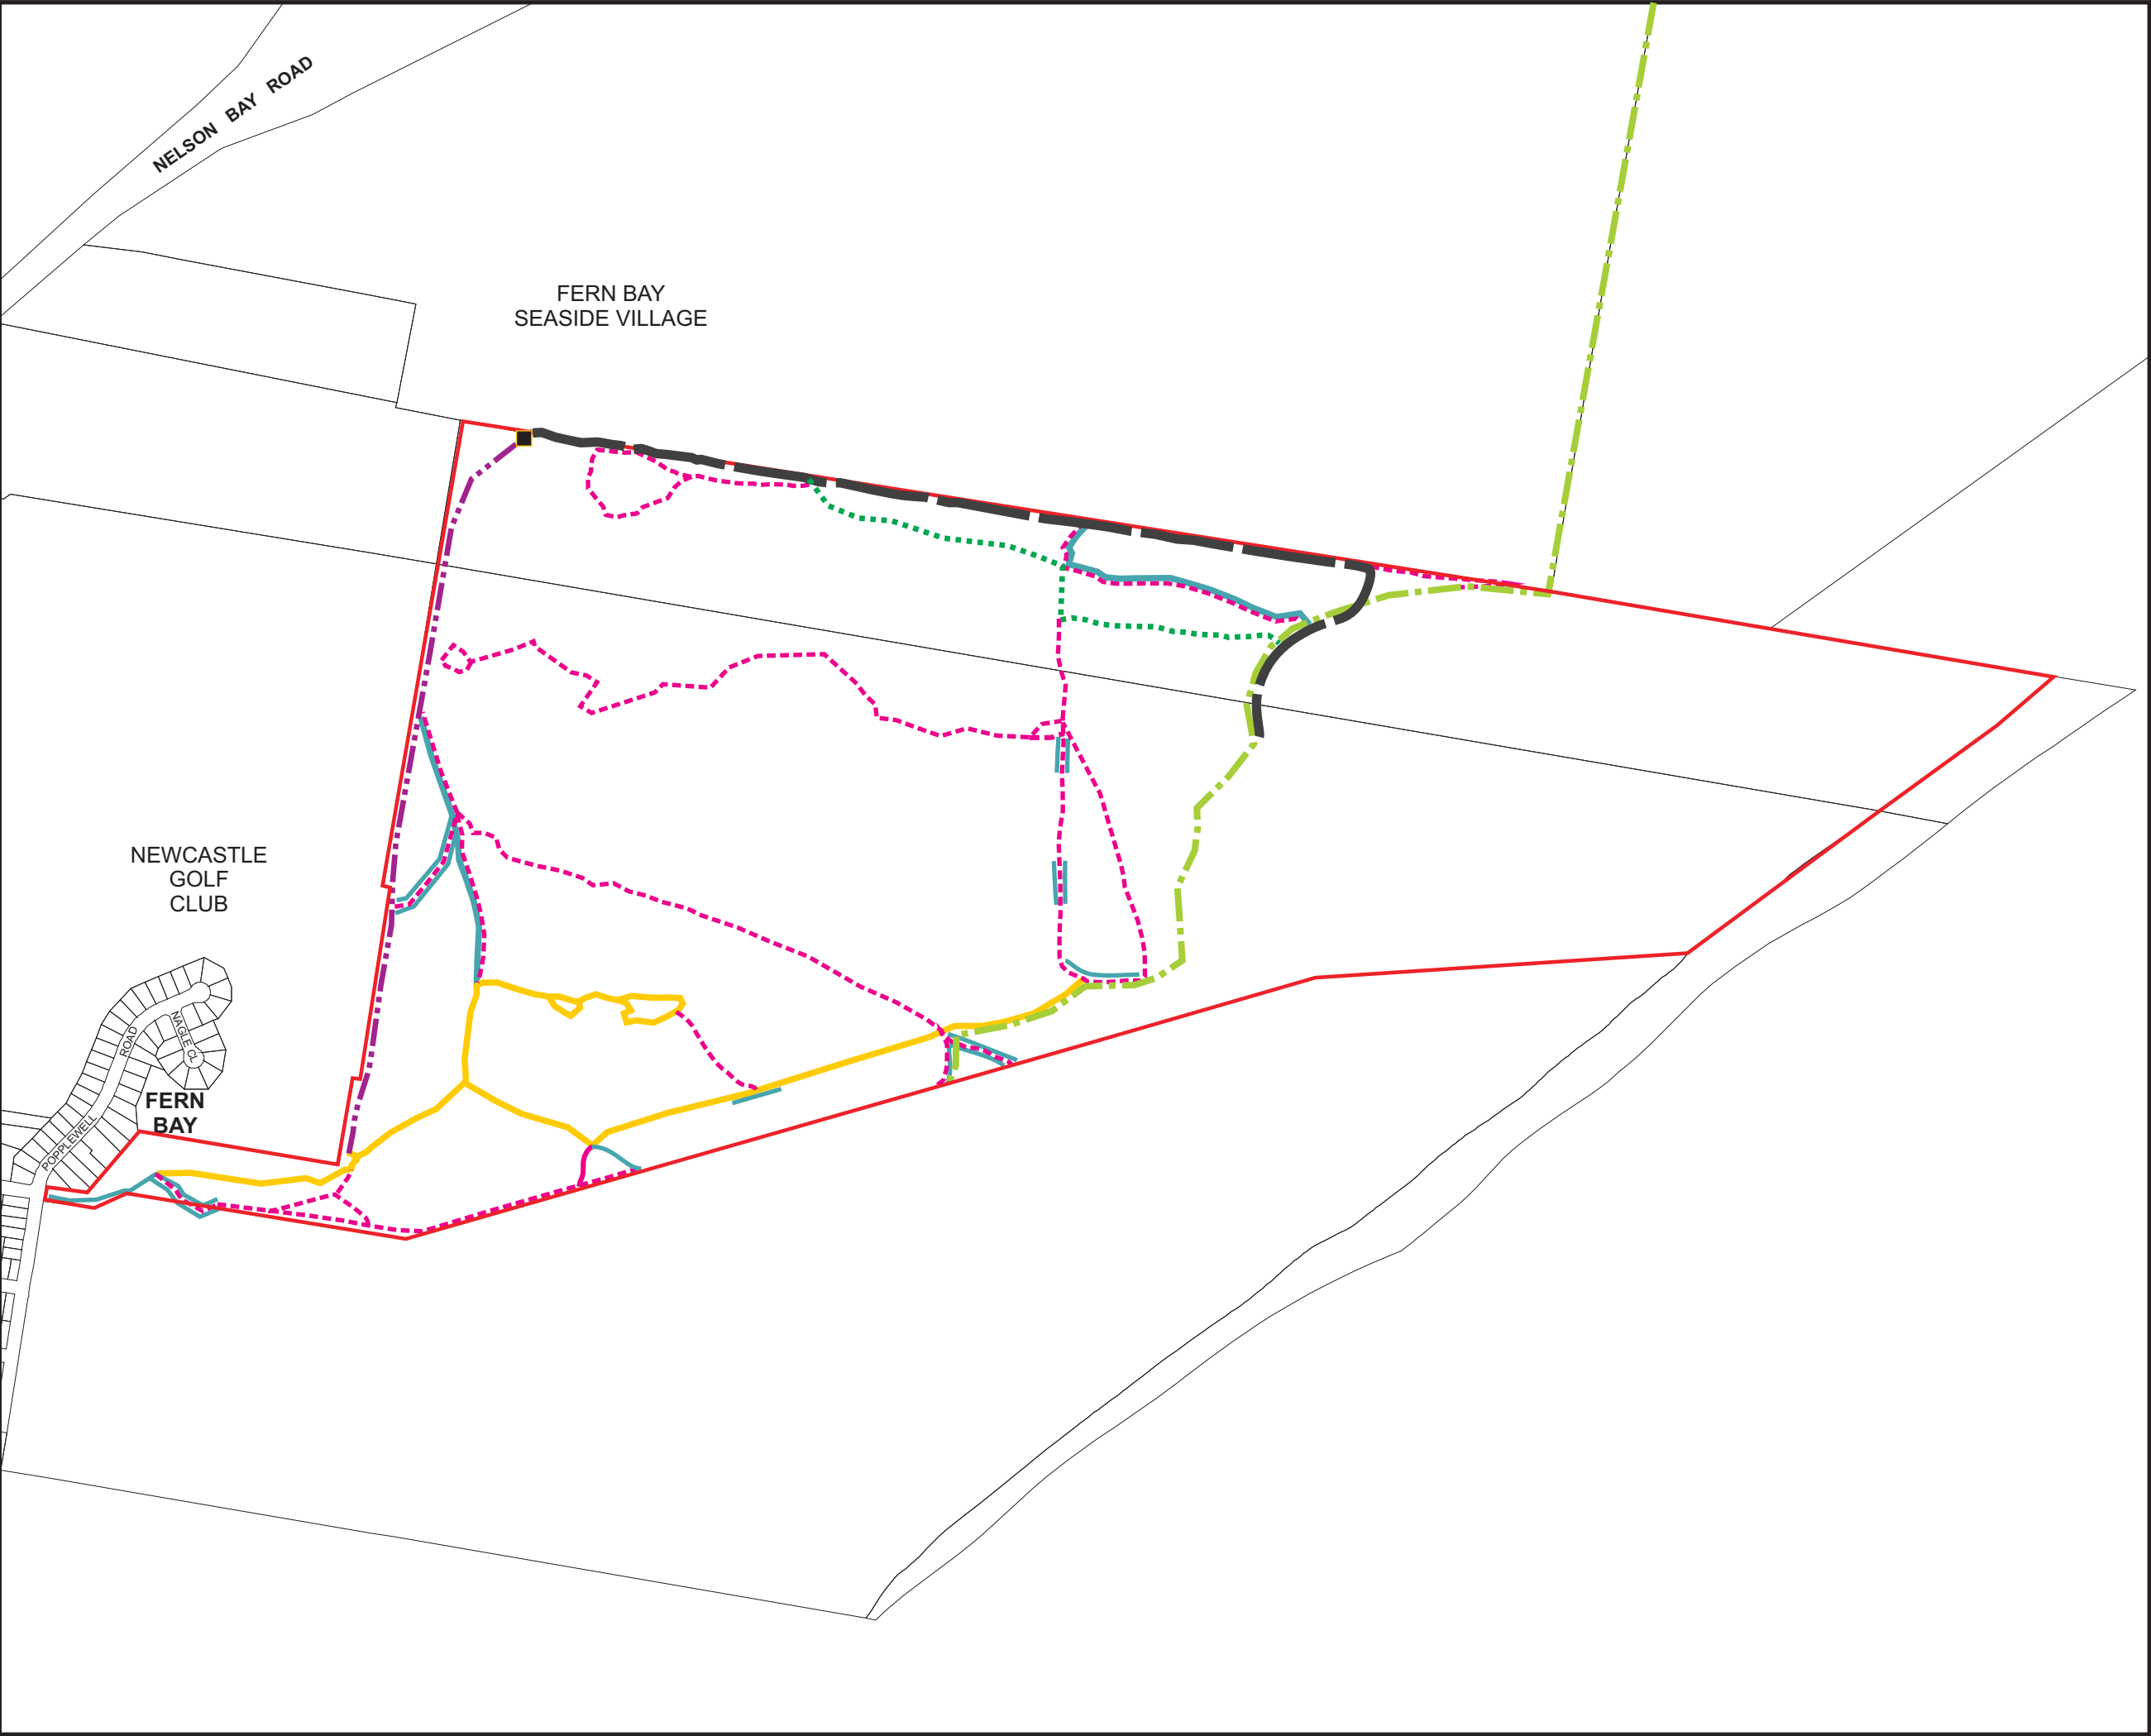 NELSON BAY ROAD
FERN BAY
SEASIDE VILLAGE
NEWCASTLE
GOLF
CLUB
NAGLE CL
ROAD
FERN
BAY
POPPLEWELL